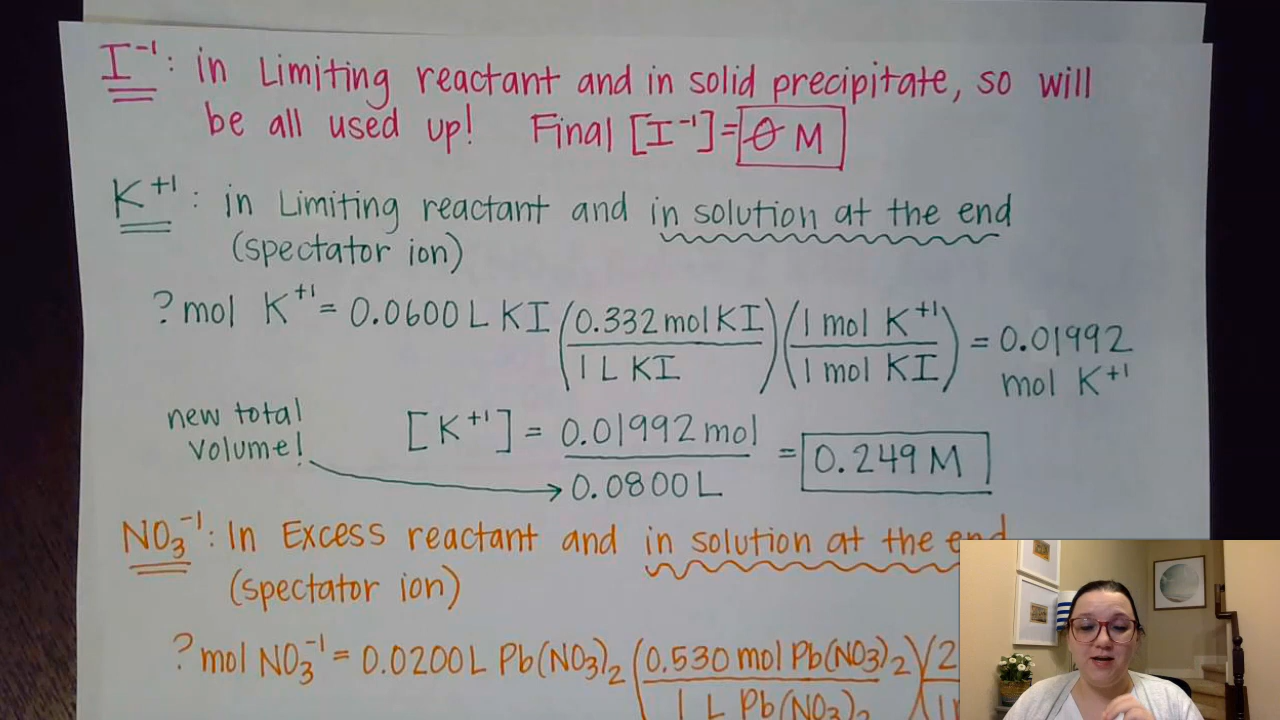 I⁻¹: in Limiting reactant and in solid precipitate, so will
be all used up! Final [I⁻¹]=0 M
K⁺¹: in Limiting reactant and in solution at the end
(spectator ion)
? mol K⁺¹ = 0.0600 L KI (0.332 mol KI / 1 L KI)(1 mol K⁺¹ / 1 mol KI) = 0.01992
mol K⁺¹
new total
volume!
[K⁺¹] = 0.01992 mol / 0.0800 L = 0.249 M
NO₃⁻¹: In Excess reactant and in solution at the end
(spectator ion)
? mol NO₃⁻¹ = 0.0200 L Pb(NO₃)₂ (0.530 mol Pb(NO₃)₂ / 1 L Pb(NO₃)₂)(2 / 1